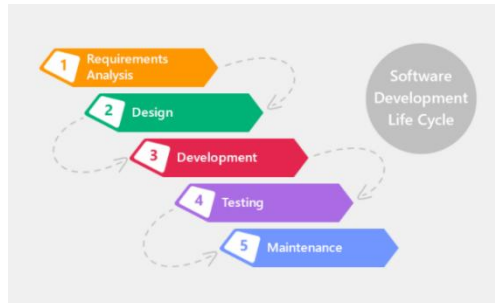 1 Requirements
Analysis
2 Design
3 Development
4 Testing
5 Maintenance
Software
Development
Life Cycle